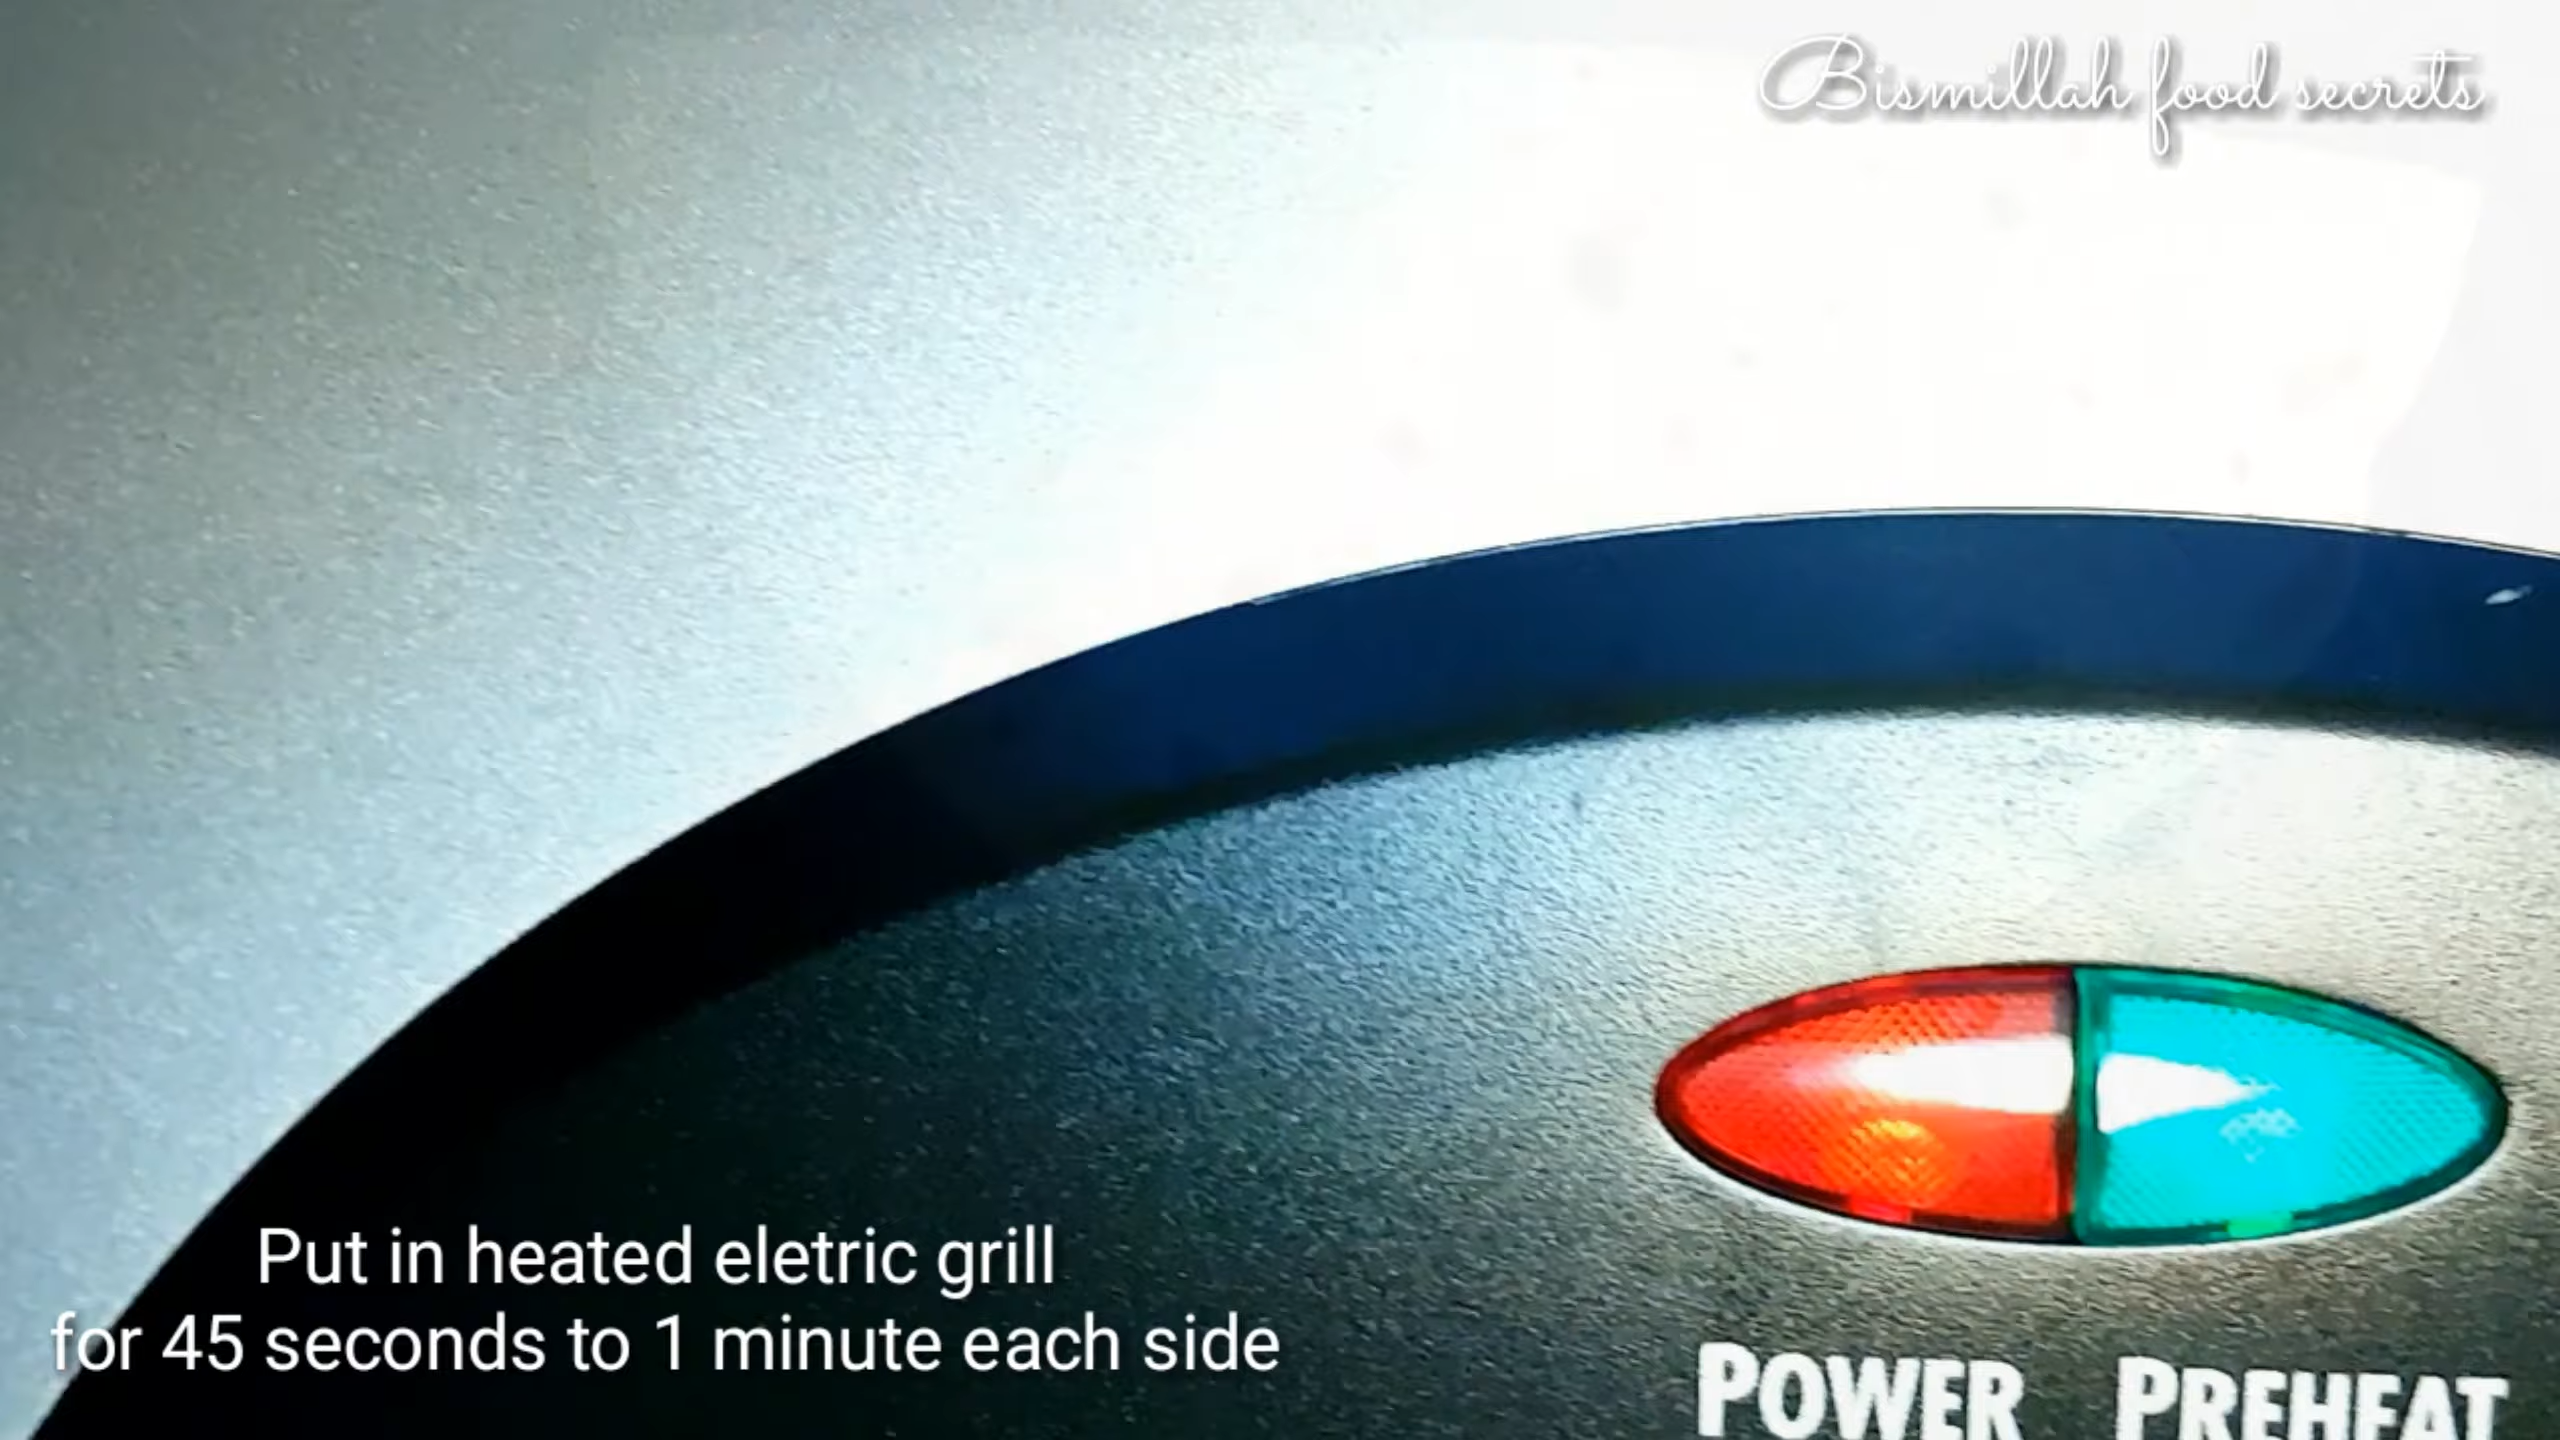 Bismillah food secrets
Put in heated eletric grill
for 45 seconds to 1 minute each side
POWER PREHEAT